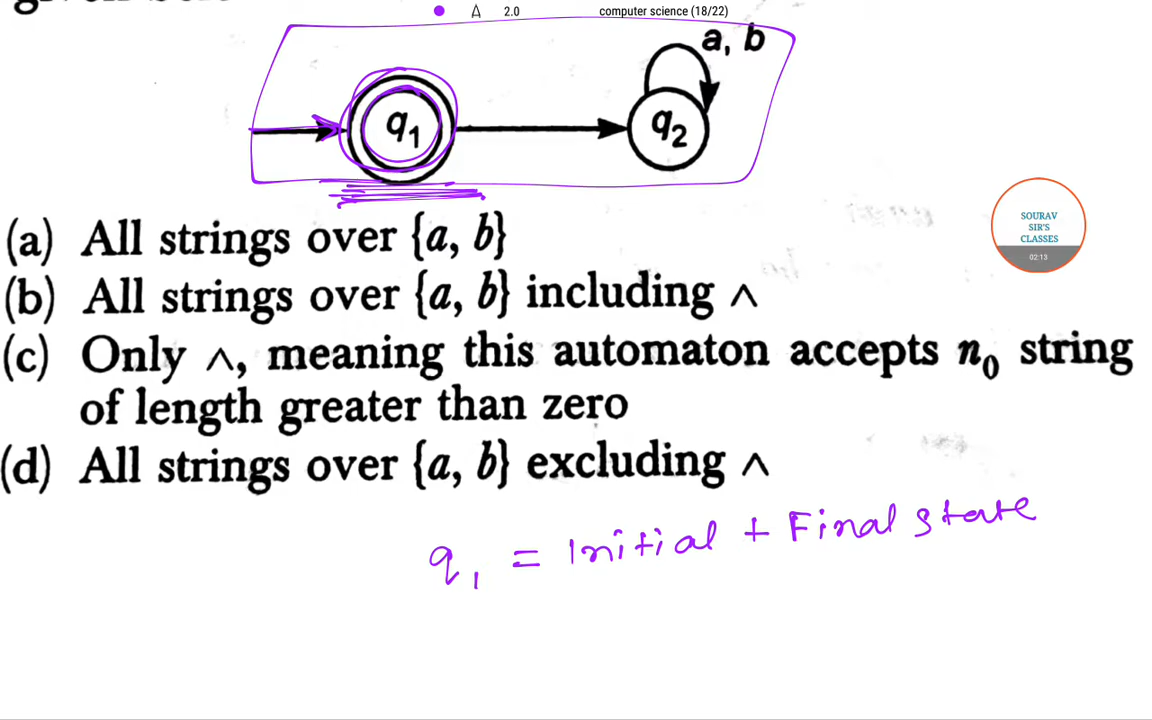 2.0 computer science (18/22)
a, b
q1 q2
SOURAV
SIR'S
CLASSES
02:13
(a) All strings over {a, b}
(b) All strings over {a, b} including ∧
(c) Only ∧, meaning this automaton accepts n0 string
of length greater than zero
(d) All strings over {a, b} excluding ∧
q1 = Initial + Final state